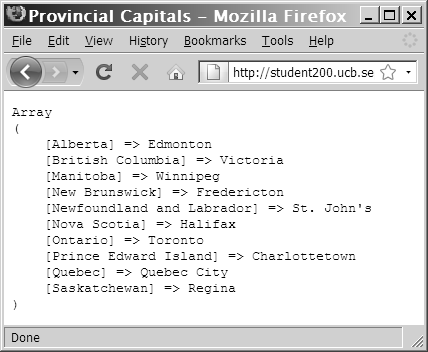 Provincial Capitals - Mozilla Firefox
File Edit View History Bookmarks Tools Help
http://student200.ucb.se
Array
(
[Alberta] => Edmonton
[British Columbia] => Victoria
[Manitoba] => Winnipeg
[New Brunswick] => Fredericton
[Newfoundland and Labrador] => St. John's
[Nova Scotia] => Halifax
[Ontario] => Toronto
[Prince Edward Island] => Charlottetown
[Quebec] => Quebec City
[Saskatchewan] => Regina
)
Done